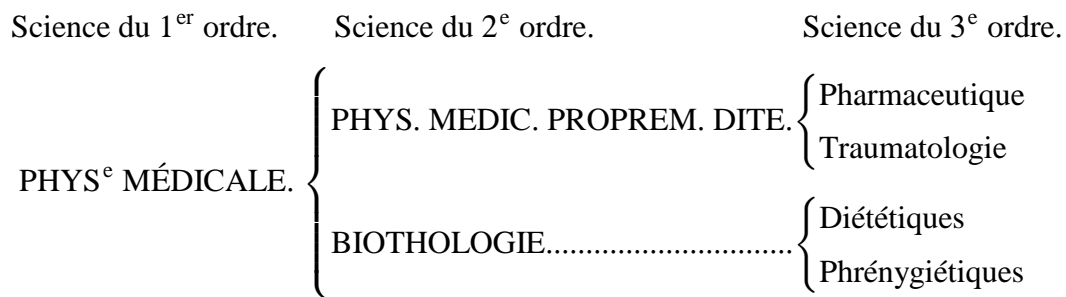 Science du 1er ordre. Science du 2e ordre. Science du 3e ordre.
PHYSe MÉDICALE.
PHYS. MEDIC. PROPREM. DITE.
Pharmaceutique
Traumatologie
BIOTHOLOGIE..............................
Diététiques
Phrénygiétiques